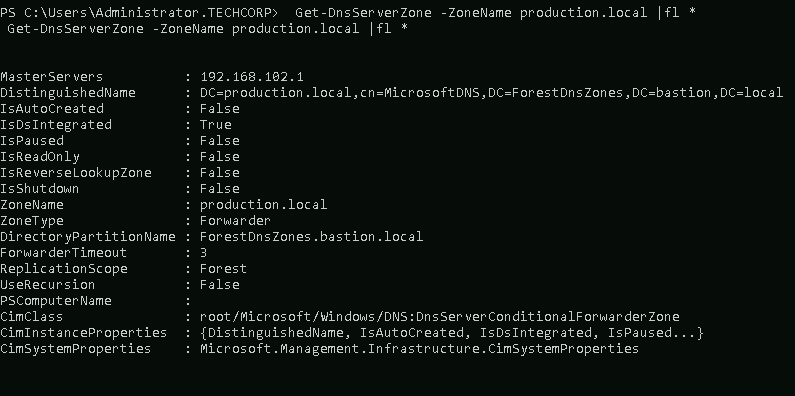 PS C:\Users\Administrator.TECHCORP>  Get-DnsServerZone -ZoneName production.local |fl *
 Get-DnsServerZone -ZoneName production.local |fl *
MasterServers          : 192.168.102.1
DistinguishedName      : DC=production.local,cn=MicrosoftDNS,DC=ForestDnsZones,DC=bastion,DC=local
IsAutoCreated          : False
IsDsIntegrated         : True
IsPaused               : False
IsReadOnly             : False
IsReverseLookupZone    : False
IsShutdown             : False
ZoneName               : production.local
ZoneType               : Forwarder
DirectoryPartitionName : ForestDnsZones.bastion.local
ForwarderTimeout       : 3
ReplicationScope       : Forest
UseRecursion           : False
PSComputerName         :
CimClass               : root/Microsoft/Windows/DNS:DnsServerConditionalForwarderZone
CimInstanceProperties  : {DistinguishedName, IsAutoCreated, IsDsIntegrated, IsPaused...}
CimSystemProperties    : Microsoft.Management.Infrastructure.CimSystemProperties